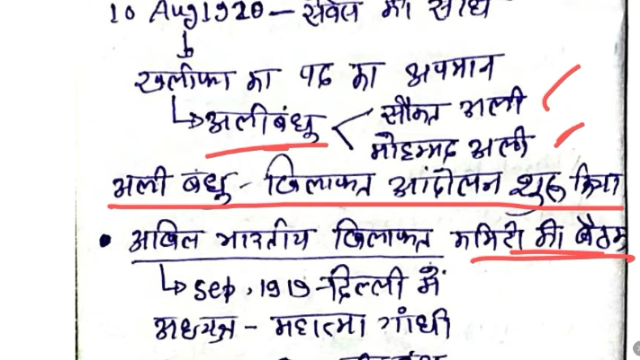 10 Aug 1920 – सेवर्स की संधि
खलीफा का पद का अपमान
अलीबंधु
सौकत अली
मोहम्मद अली
अली बंधु - खिलाफत आंदोलन शुरू किया
• अखिल भारतीय खिलाफत कमिटी की बैठक
Sep, 1919 - दिल्ली में
अध्यक्ष - महात्मा गाँधी